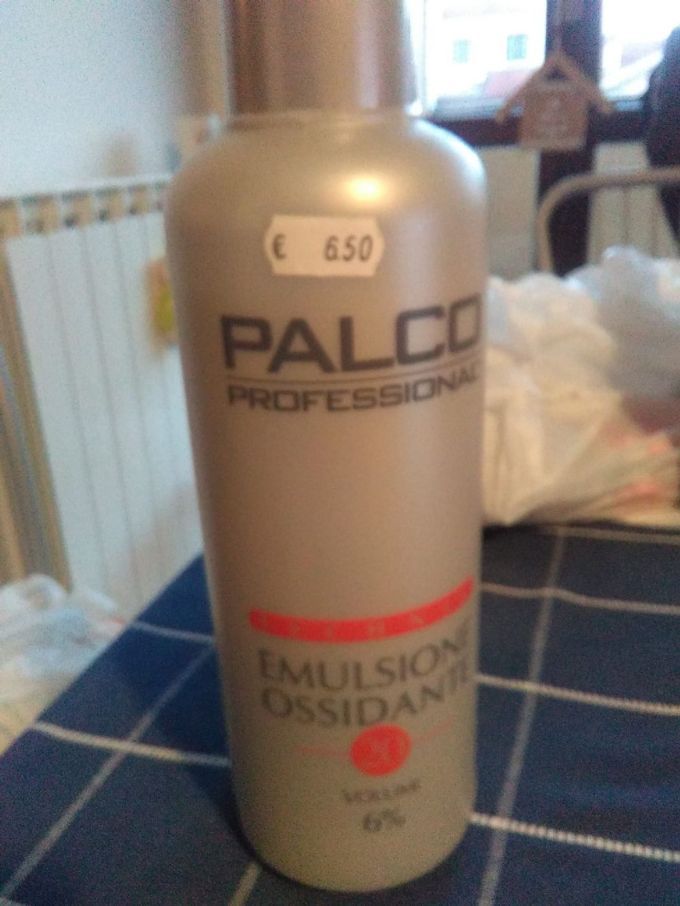 € 6.50
PALCO
PROFESSIONAL
EMULSIONE
OSSIDANTE
20
VOLUMI
6%